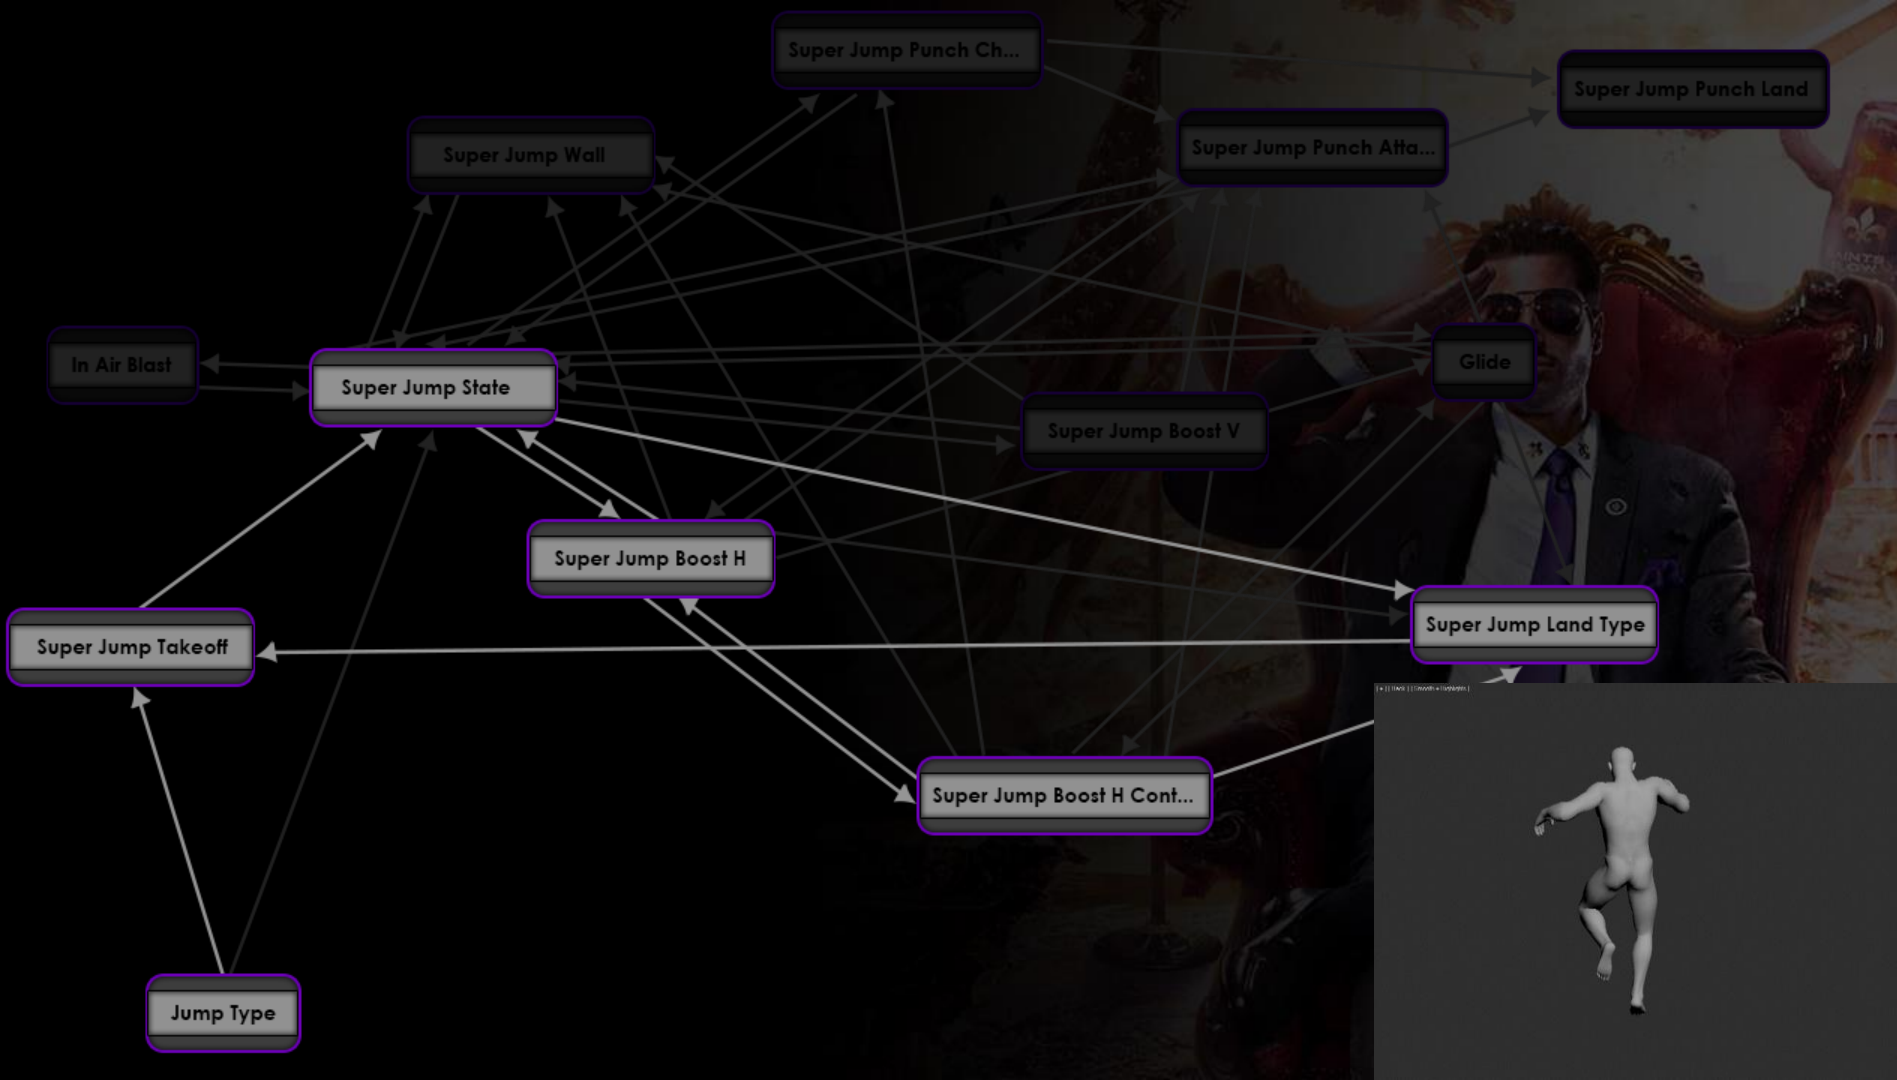 Super Jump Punch Ch...
Super Jump Punch Land
Super Jump Wall
Super Jump Punch Atta...
In Air Blast
Super Jump State
Glide
Super Jump Boost V
Super Jump Boost H
Super Jump Takeoff
Super Jump Land Type
Super Jump Boost H Cont...
Jump Type
SAINTS
ROW